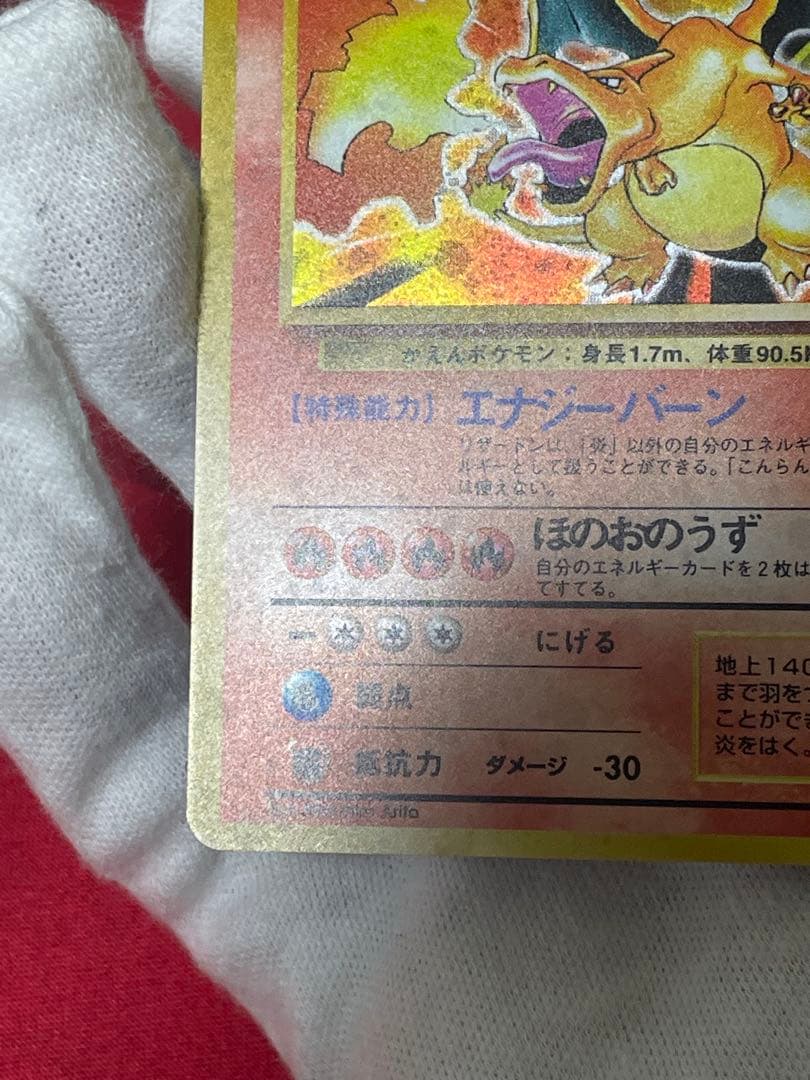 かえんポケモン：身長1.7m、体重90.5
【特殊能力】 エナジーバーン
リザードンは、「炎」以外の自分のエネルギ
ルギーとして扱うことができる。「こんらん
は使えない。
ほのおのうず
自分のエネルギーカードを２枚は
てすてる。
にげる
弱点
抵抗力 ダメージ -30
地上140
まで羽を
ことができ
炎をはく。
Arita